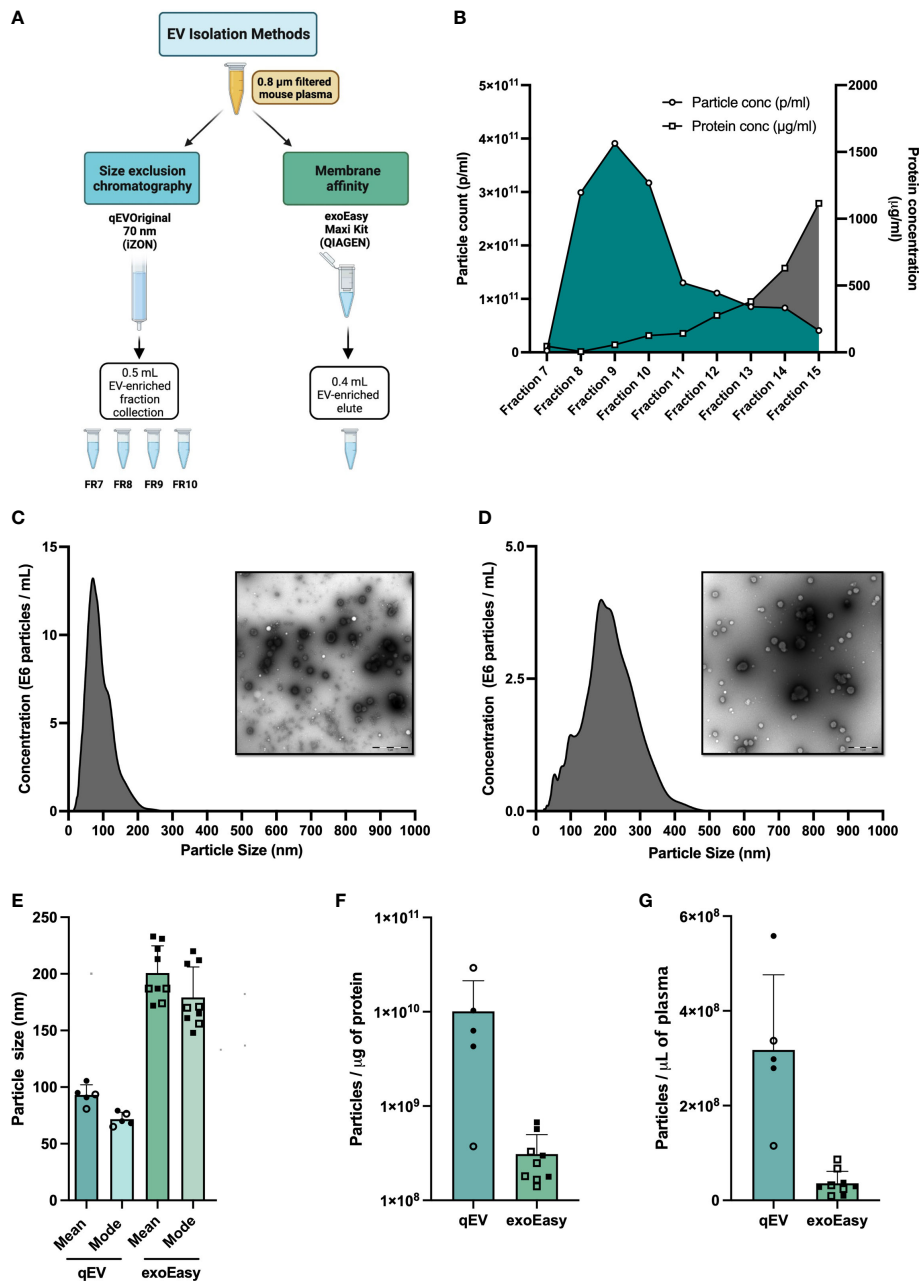 A
EV Isolation Methods
0.8 µm filtered
mouse plasma
Size exclusion
chromatography
Membrane
affinity
qEVOriginal
70 nm
(iZON)
exoEasy
Maxi Kit
(QIAGEN)
0.5 mL
EV-enriched
fraction
collection
0.4 mL
EV-enriched
elute
FR7 FR8 FR9 FR10
B
Particle conc (p/ml)
Protein conc (µg/ml)
Particle count (p/ml)
5×10¹¹
4×10¹¹
3×10¹¹
2×10¹¹
1×10¹¹
0
2000
1500
1000
500
0
Protein concentration
(µg/ml)
Fraction 7
Fraction 8
Fraction 9
Fraction 10
Fraction 11
Fraction 12
Fraction 13
Fraction 14
Fraction 15
C
Concentration (E6 particles / mL)
15
10
5
0
0 100 200 300 400 500 600 700 800 900 1000
Particle Size (nm)
D
Concentration (E6 particles / mL)
5.0
2.5
0.0
0 100 200 300 400 500 600 700 800 900 1000
Particle Size (nm)
E
Particle size (nm)
250
200
150
100
50
0
Mean Mode Mean Mode
qEV exoEasy
F
Particles / µg of protein
1×10¹¹
1×10¹⁰
1×10⁹
1×10⁸
qEV exoEasy
G
Particles / µL of plasma
6×10⁸
4×10⁸
2×10⁸
0
qEV exoEasy